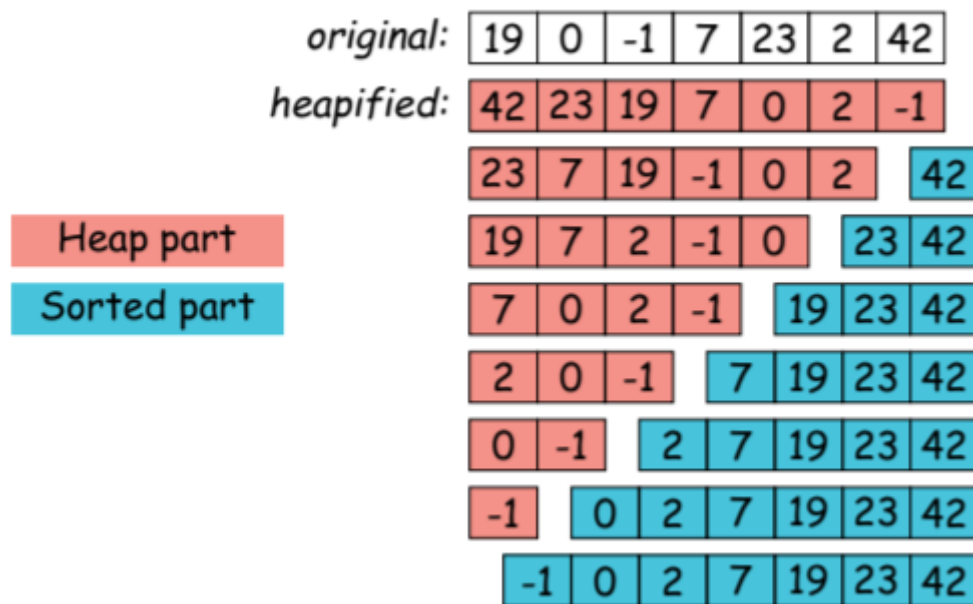 original: 19 0 -1 7 23 2 42
heapified: 42 23 19 7 0 2 -1
23 7 19 -1 0 2 42
Heap part 19 7 2 -1 0 23 42
Sorted part 7 0 2 -1 19 23 42
2 0 -1 7 19 23 42
0 -1 2 7 19 23 42
-1 0 2 7 19 23 42
-1 0 2 7 19 23 42